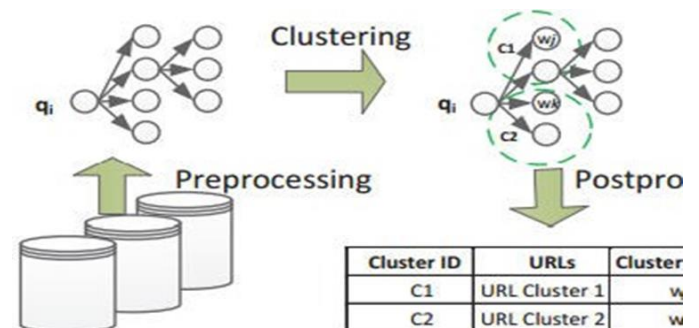 Clustering
C1 wj
qi
qi
wk
C2
Preprocessing
Postpro
Cluster ID URLs Cluster
C1 URL Cluster 1 w
C2 URL Cluster 2 w